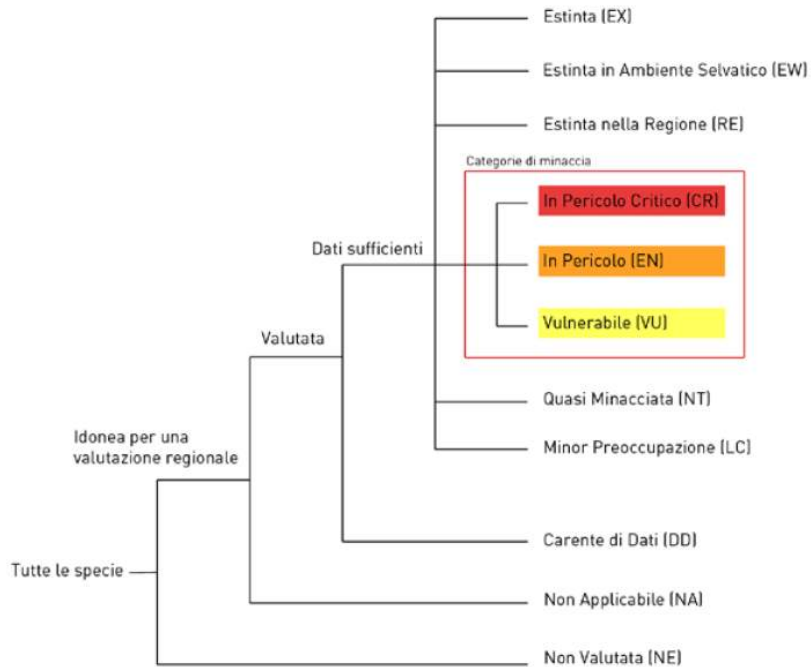 Estinta (EX)
Estinta in Ambiente Selvatico (EW)
Estinta nella Regione (RE)
Categorie di minaccia
In Pericolo Critico (CR)
Dati sufficienti
In Pericolo (EN)
Vulnerabile (VU)
Valutata
Quasi Minacciata (NT)
Idonea per una
valutazione regionale
Minor Preoccupazione (LC)
Carente di Dati (DD)
Tutte le specie
Non Applicabile (NA)
Non Valutata (NE)